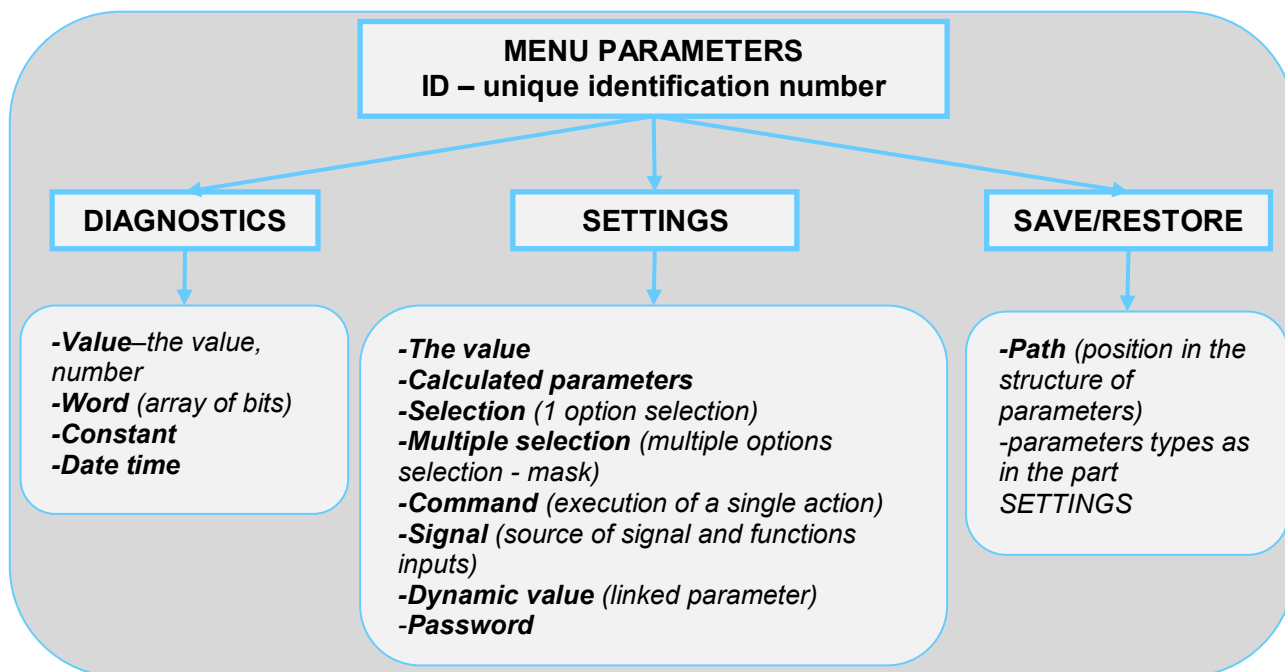 MENU PARAMETERS
ID – unique identification number
DIAGNOSTICS
SETTINGS
SAVE/RESTORE
-Value–the value,
number
-Word (array of bits)
-Constant
-Date time
-The value
-Calculated parameters
-Selection (1 option selection)
-Multiple selection (multiple options
selection - mask)
-Command (execution of a single action)
-Signal (source of signal and functions
inputs)
-Dynamic value (linked parameter)
-Password
-Path (position in the
structure of
parameters)
-parameters types as
in the part
SETTINGS